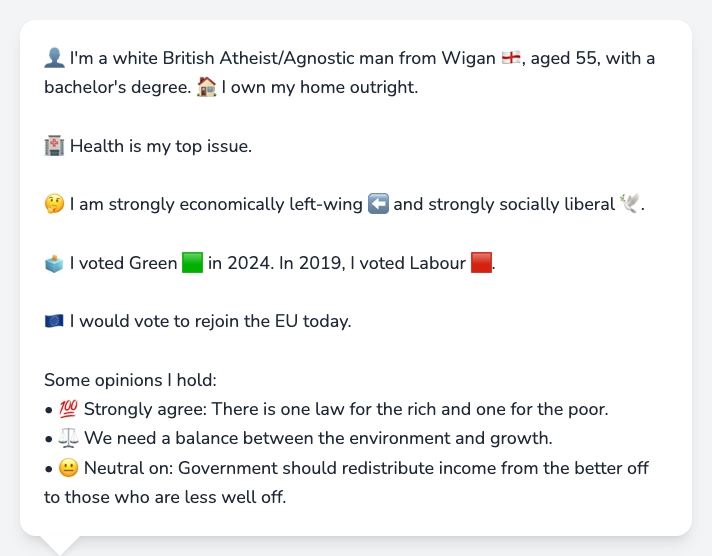 👤 I'm a white British Atheist/Agnostic man from Wigan 🏴󠁧󠁢󠁥󠁮󠁧󠁿, aged 55, with a
bachelor's degree. 🏠 I own my home outright.
🏥 Health is my top issue.
🤔 I am strongly economically left-wing ⬅️ and strongly socially liberal 🕊️.
🗳️ I voted Green 🟩 in 2024. In 2019, I voted Labour 🟥.
🇪🇺 I would vote to rejoin the EU today.
Some opinions I hold:
• 💯 Strongly agree: There is one law for the rich and one for the poor.
• ⚖️ We need a balance between the environment and growth.
• 😐 Neutral on: Government should redistribute income from the better off
to those who are less well off.